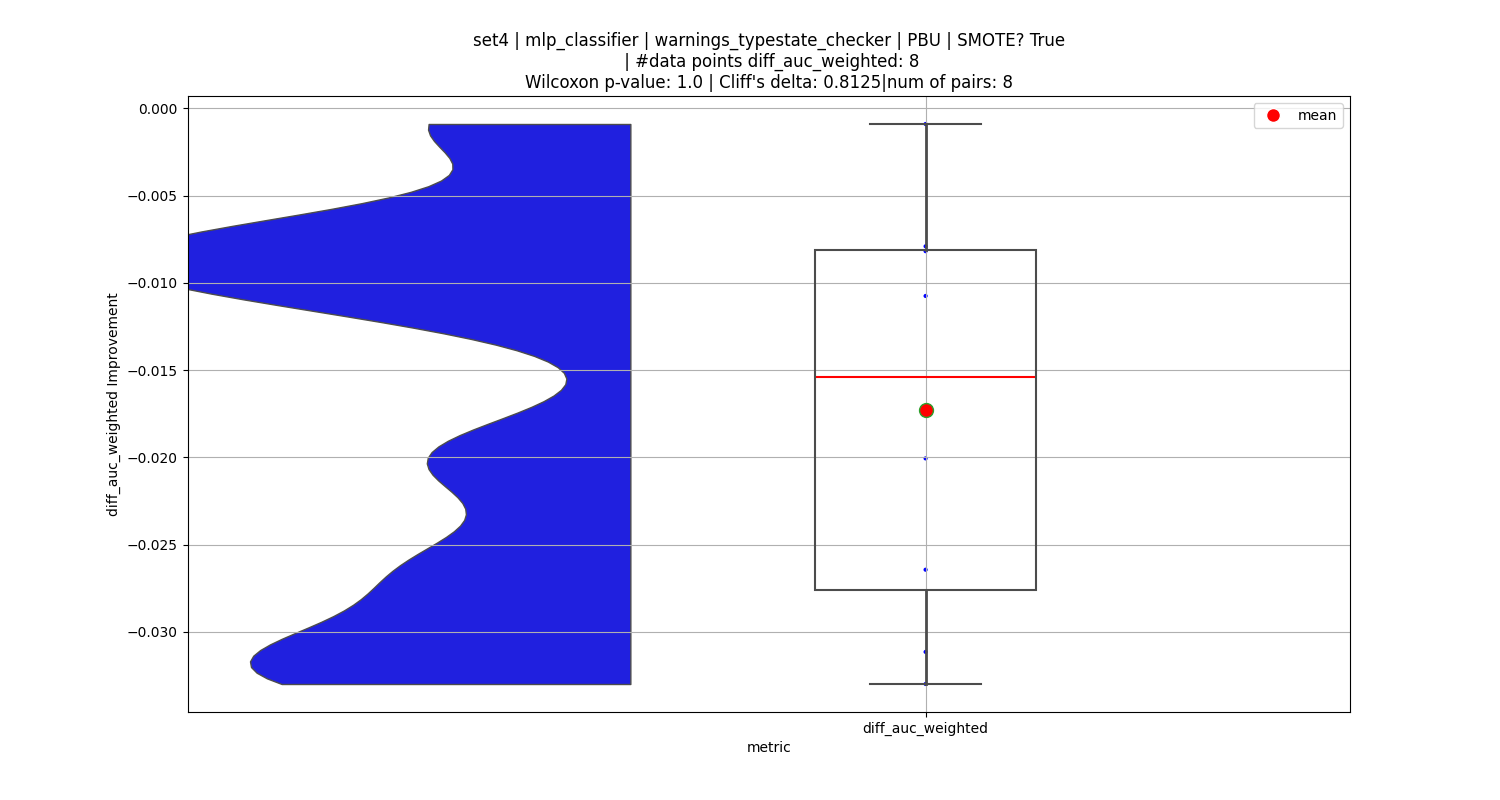 set4 | mlp_classifier | warnings_typestate_checker | PBU | SMOTE? True
| #data points diff_auc_weighted: 8
Wilcoxon p-value: 1.0 | Cliff's delta: 0.8125|num of pairs: 8
mean
0.000
−0.005
−0.010
−0.015
−0.020
−0.025
−0.030
diff_auc_weighted Improvement
diff_auc_weighted
metric